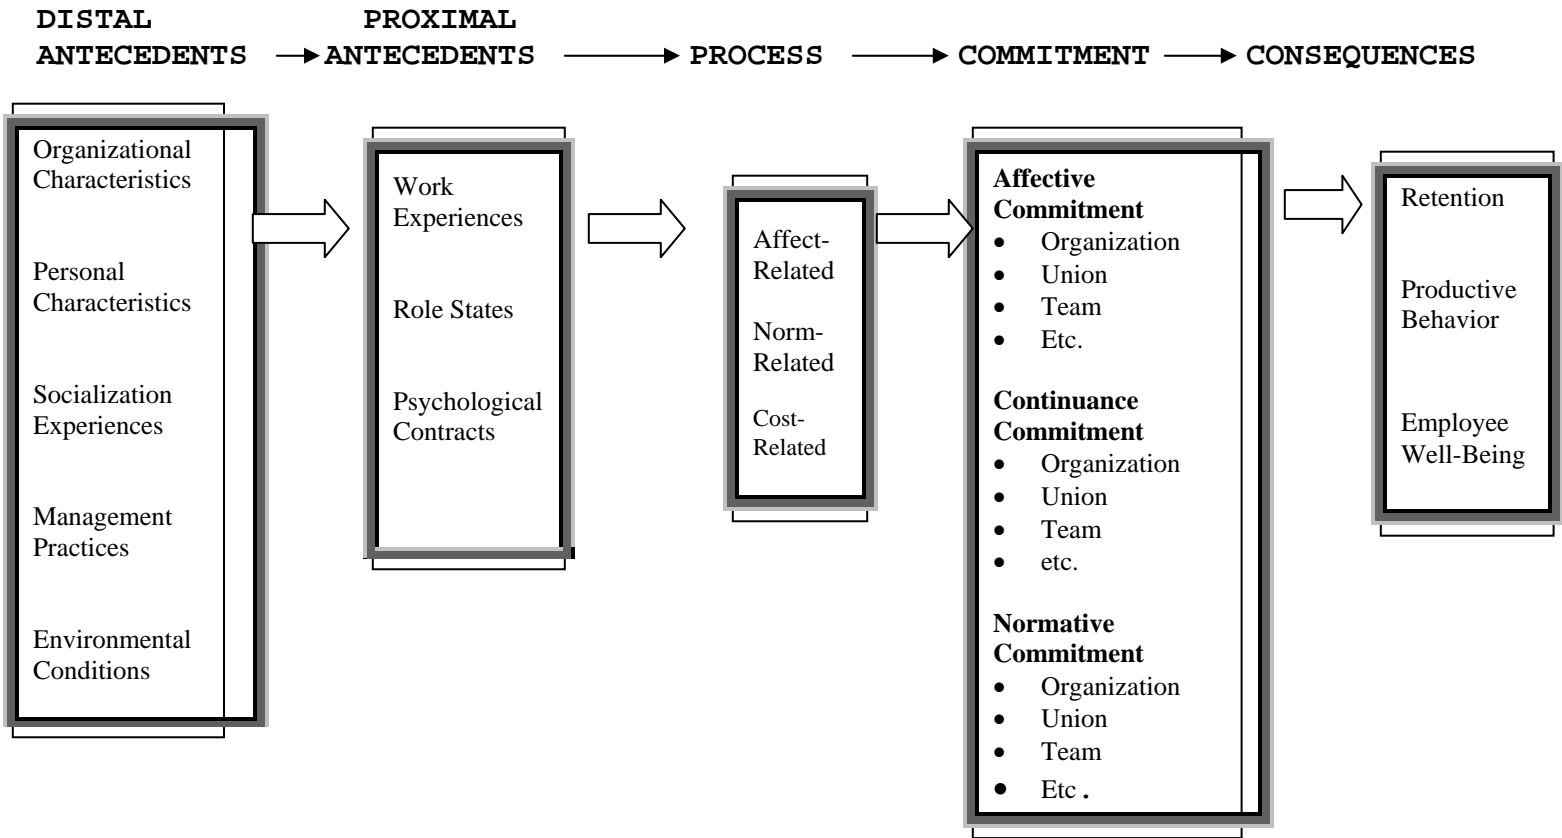 DISTAL
ANTECEDENTS
PROXIMAL
ANTECEDENTS
PROCESS
COMMITMENT
CONSEQUENCES
Organizational
Characteristics
Personal
Characteristics
Socialization
Experiences
Management
Practices
Environmental
Conditions
Work
Experiences
Role States
Psychological
Contracts
Affect-
Related
Norm-
Related
Cost-
Related
Affective
Commitment
• Organization
• Union
• Team
• Etc.
Continuance
Commitment
• Organization
• Union
• Team
• etc.
Normative
Commitment
• Organization
• Union
• Team
• Etc.
Retention
Productive
Behavior
Employee
Well-Being